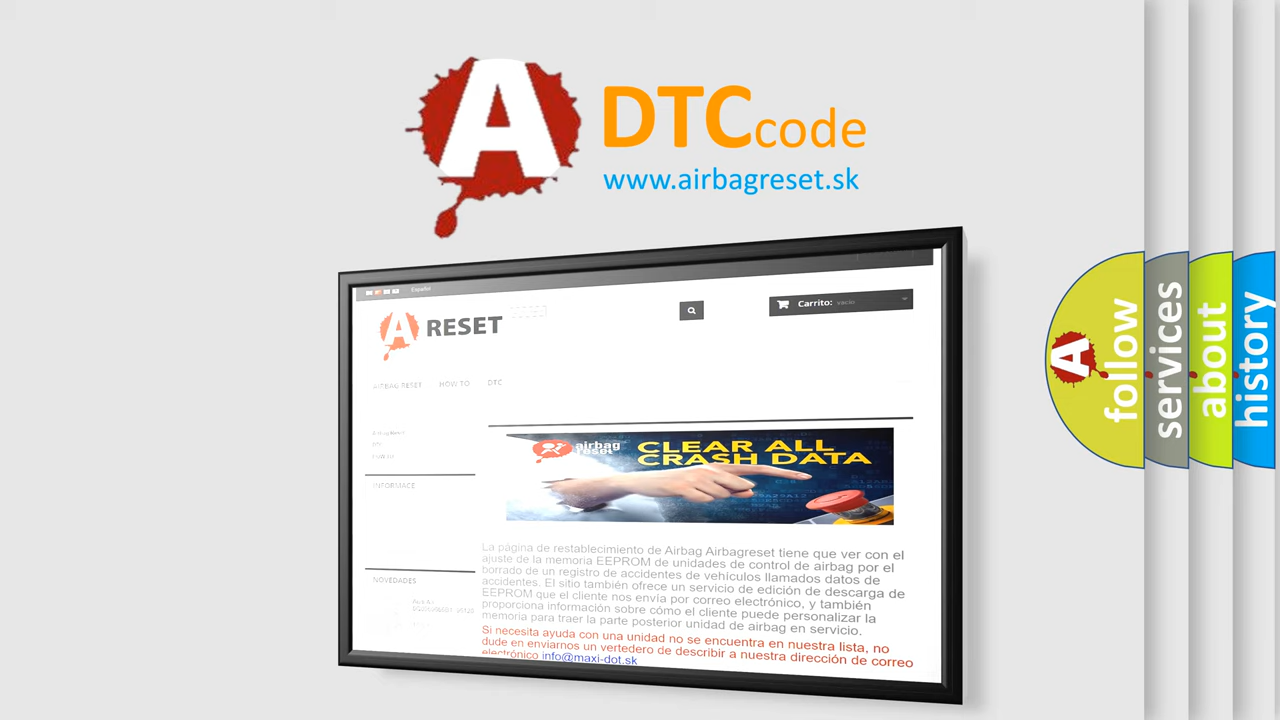 A
DTCcode
www.airbagreset.sk
Español
A RESET
Carrito: vacío
AIRBAG RESET HOW TO DTC
INFORMACE
airbag
reset
CLEAR ALL
CRASH DATA
La página de restablecimiento de Airbag Airbagreset tiene que ver con el
ajuste de la memoria EEPROM de unidades de control de airbag por el
borrado de un registro de accidentes de vehículos llamados datos de
accidentes. El sitio también ofrece un servicio de edición de descarga de
EEPROM que el cliente nos envía por correo electrónico, y también
proporciona información sobre cómo el cliente puede personalizar la
memoria para traer la parte posterior unidad de airbag en servicio.
Si necesita ayuda con una unidad no se encuentra en nuestra lista, no
dude en enviarnos un vertedero de describir a nuestra dirección de correo
electrónico info@maxi-dot.sk
NOVEDADES
A
follow
services
about
history